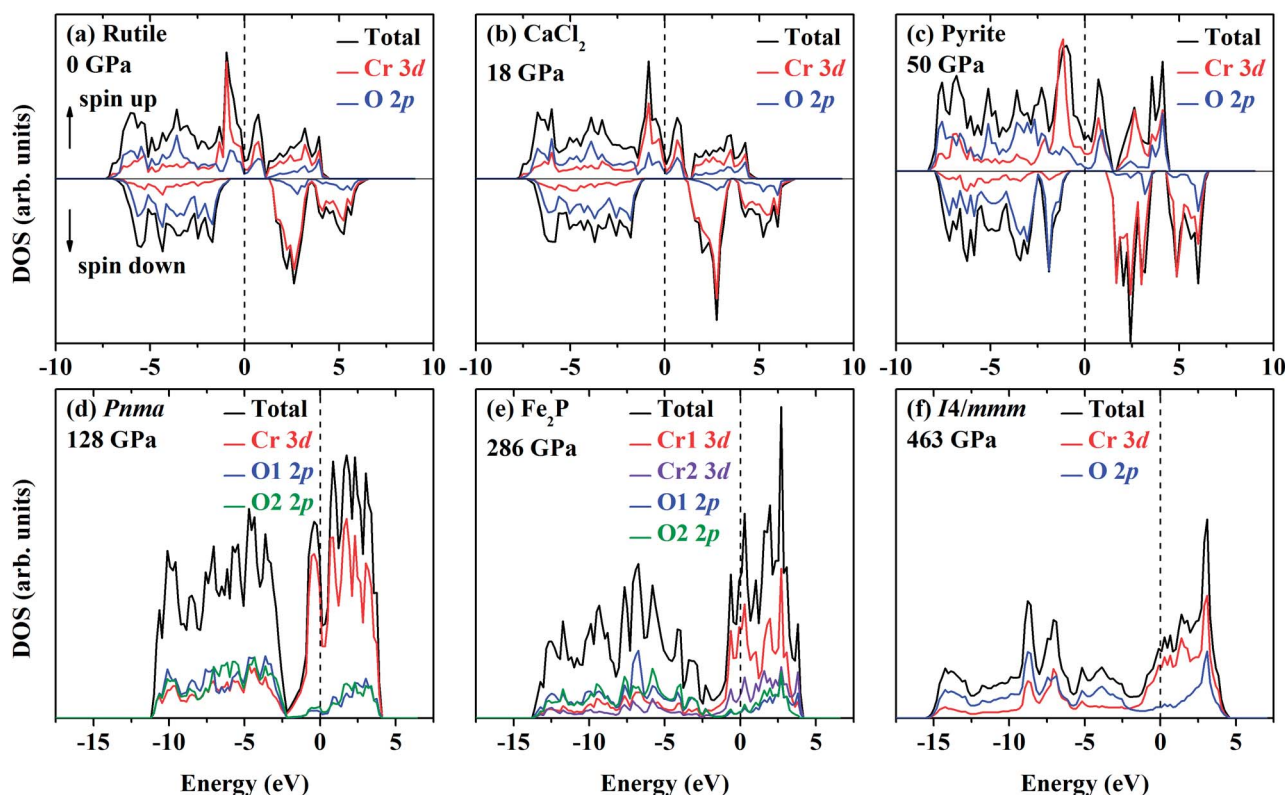 (a) Rutile
0 GPa
Total
Cr 3d
O 2p
spin up
spin down
(b) CaCl₂
18 GPa
Total
Cr 3d
O 2p
(c) Pyrite
50 GPa
Total
Cr 3d
O 2p
DOS (arb. units)
-10 -5 0 5 10
-5 0 5 10
-10 -5 0 5 10
(d) Pnma
128 GPa
Total
Cr 3d
O1 2p
O2 2p
(e) Fe₂P
286 GPa
Total
Cr1 3d
Cr2 3d
O1 2p
O2 2p
(f) I4/mmm
463 GPa
Total
Cr 3d
O 2p
DOS (arb. units)
-15 -10 -5 0 5
-15 -10 -5 0 5
-15 -10 -5 0 5
Energy (eV)
Energy (eV)
Energy (eV)